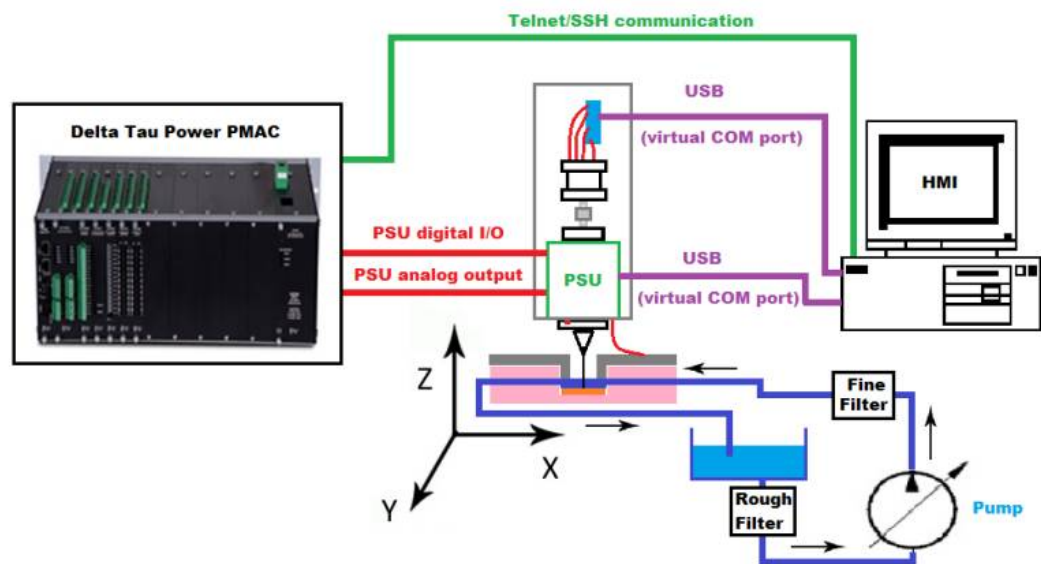 Telnet/SSH communication
Delta Tau Power PMAC
USB
(virtual COM port)
HMI
PSU digital I/O
PSU analog output
PSU
USB
(virtual COM port)
Z
X
Y
Fine
Filter
Rough
Filter
Pump